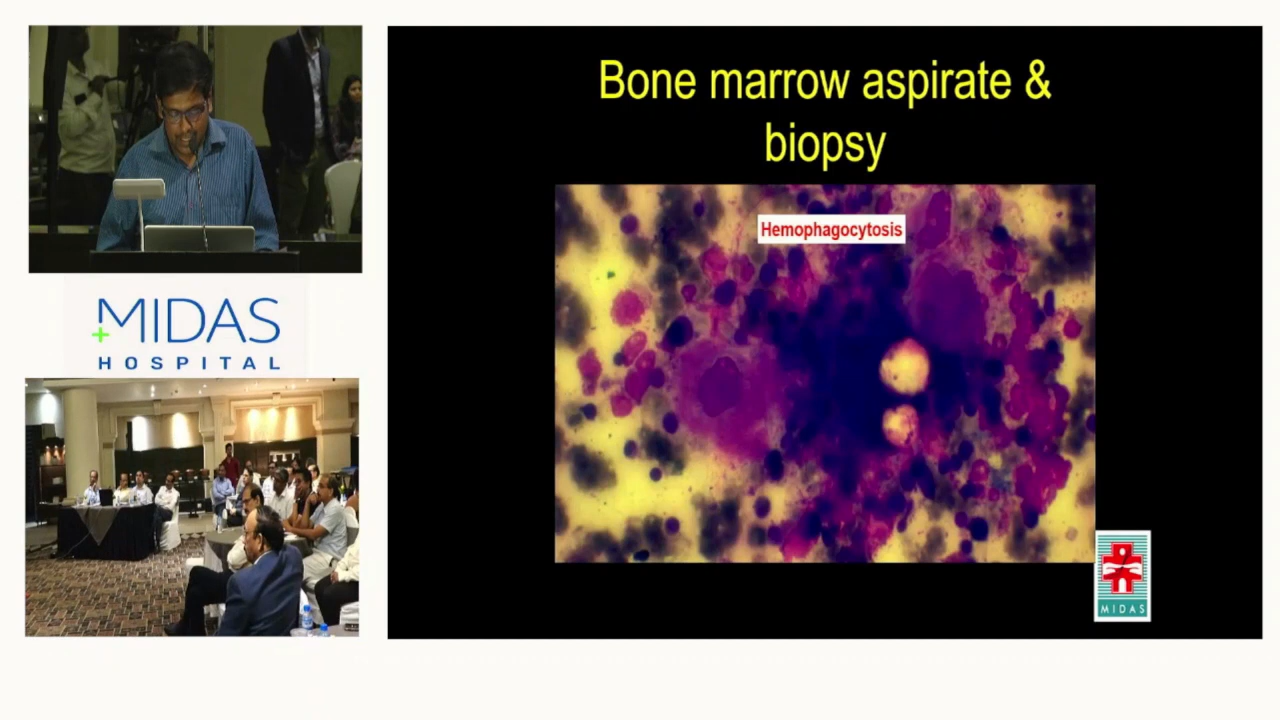 Bone marrow aspirate &
biopsy
Hemophagocytosis
MIDAS
HOSPITAL
MIDAS